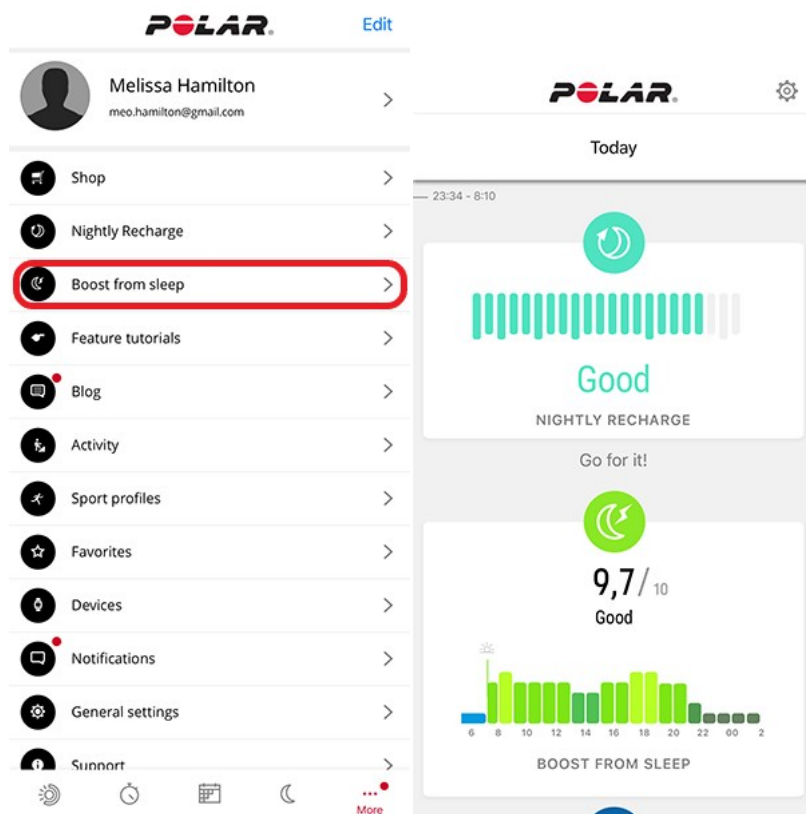 POLAR.
Edit
Melissa Hamilton
meo.hamilton@gmail.com
Shop
Nightly Recharge
Boost from sleep
Feature tutorials
Blog
Activity
Sport profiles
Favorites
Devices
Notifications
General settings
Support
More
POLAR.
Today
23:34 - 8:10
Good
NIGHTLY RECHARGE
Go for it!
9,7/ 10
Good
6 8 10 12 14 16 18 20 22 00 2
BOOST FROM SLEEP